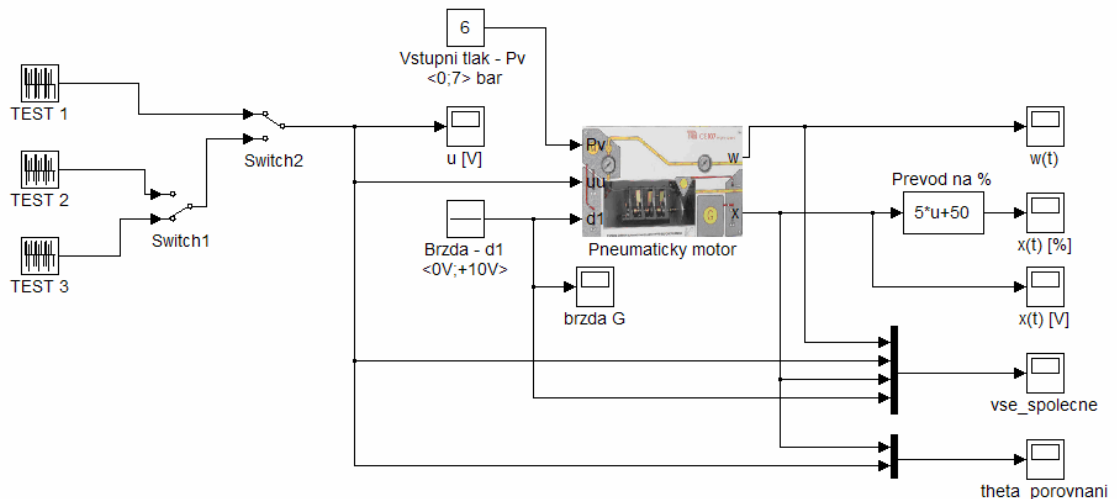 6
Vstupni tlak - Pv
<0;7> bar
TEST 1
Switch2
u [V]
TEST 2
Switch1
TEST 3
Brzda - d1
<0V;+10V>
brzda G
Pv
uu
d1
w
x
Pneumaticky motor
w(t)
Prevod na %
5*u+50
x(t) [%]
x(t) [V]
vse_spolecne
theta_porovnani